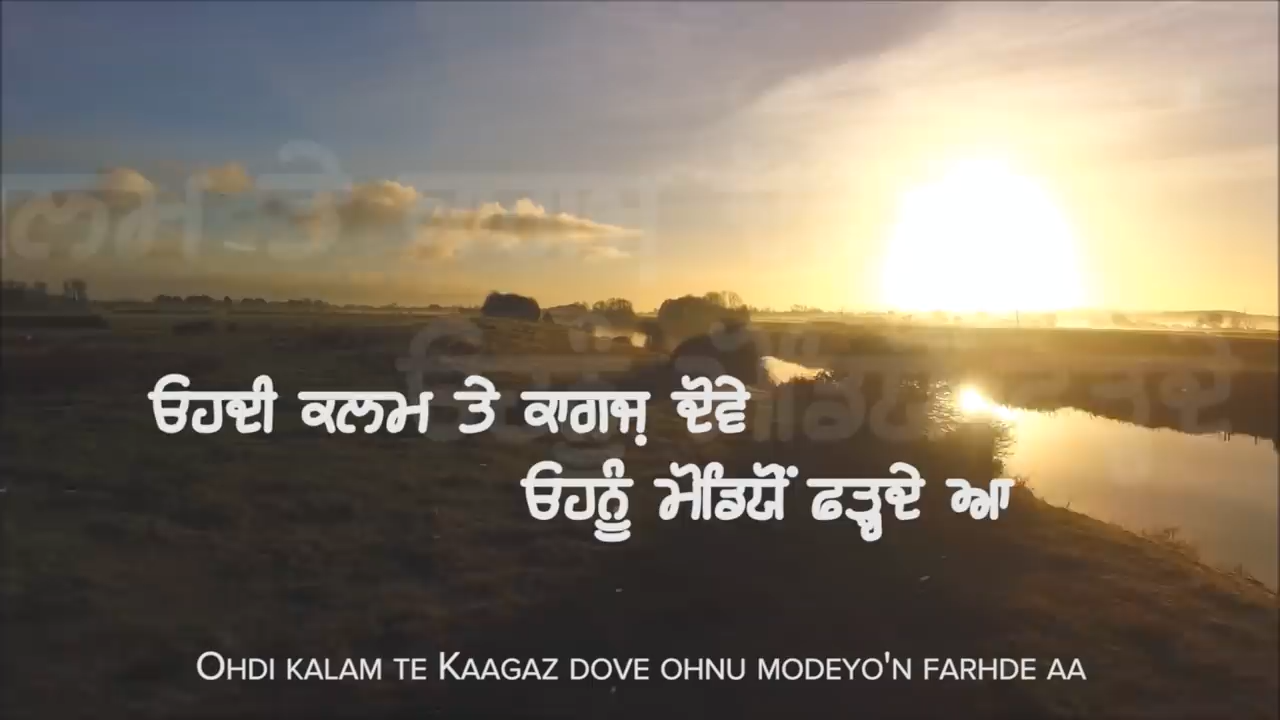 ਓਹਦੀ ਕਲਮ ਤੇ ਕਾਗਜ਼ ਦੋਵੇ
ਓਹਨੂੰ ਮੋਡਿਯੋਂ ਫੜ੍ਹਦੇ ਆ
Ohdi kalam te Kaagaz dove ohnu modeyo'n farhde aa